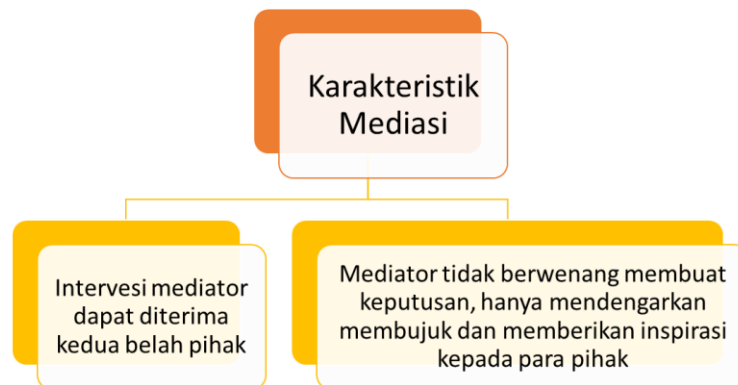 Karakteristik
Mediasi
Intervesi mediator
dapat diterima
kedua belah pihak
Mediator tidak berwenang membuat
keputusan, hanya mendengarkan
membujuk dan memberikan inspirasi
kepada para pihak